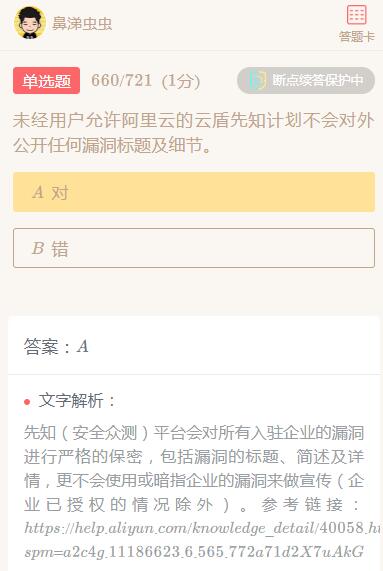 鼻涕虫虫
答题卡
单选题 660/721 (1分) 断点续答保护中
未经用户允许阿里云的云盾先知计划不会对外
公开任何漏洞标题及细节。
A 对
B 错
答案：A
文字解析：
先知（安全众测）平台会对所有入驻企业的漏洞
进行严格的保密，包括漏洞的标题、简述及详
情，更不会使用或暗指企业的漏洞来做宣传（企
业已授权的情况除外）。参考链接：
https://help.aliyun.com/knowledge_detail/40058.h
spm=a2c4g.11186623.6.565.772a71d2X7uAkG